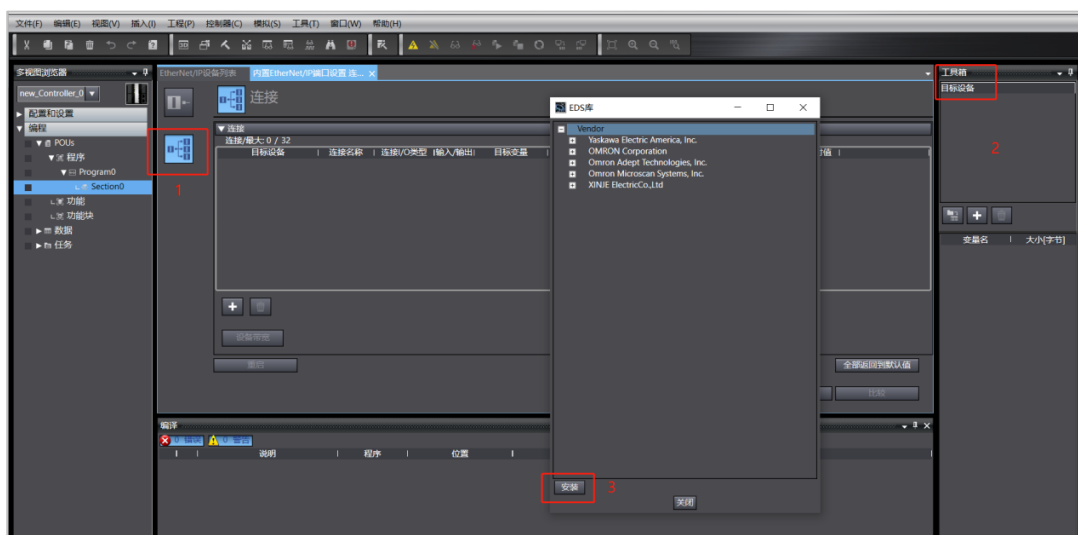 文件(F) 编辑(E) 视图(V) 插入(I) 工程(P) 控制器(C) 模拟(S) 工具(T) 窗口(W) 帮助(H)
多视图浏览器
new_Controller_0
配置和设置
编程
POUs
程序
Program0
Section0
功能
功能块
数据
任务
EtherNet/IP设备列表 内置EtherNet/IP端口设置 连...
连接
1
连接
连接/最大: 0 / 32
目标设备 连接名称 连接I/O类型 输入/输出 目标变量
设备带宽
重启
全部返回到默认值
比较
编译
0 错误 0 警告
说明 程序 位置
EDS库
Vendor
Yaskawa Electric America, Inc.
OMRON Corporation
Omron Adept Technologies, Inc.
Omron Microscan Systems, Inc.
XINJE ElectricCo.,Ltd
安装
3
关闭
工具箱
目标设备
2
变量名 大小[字节]